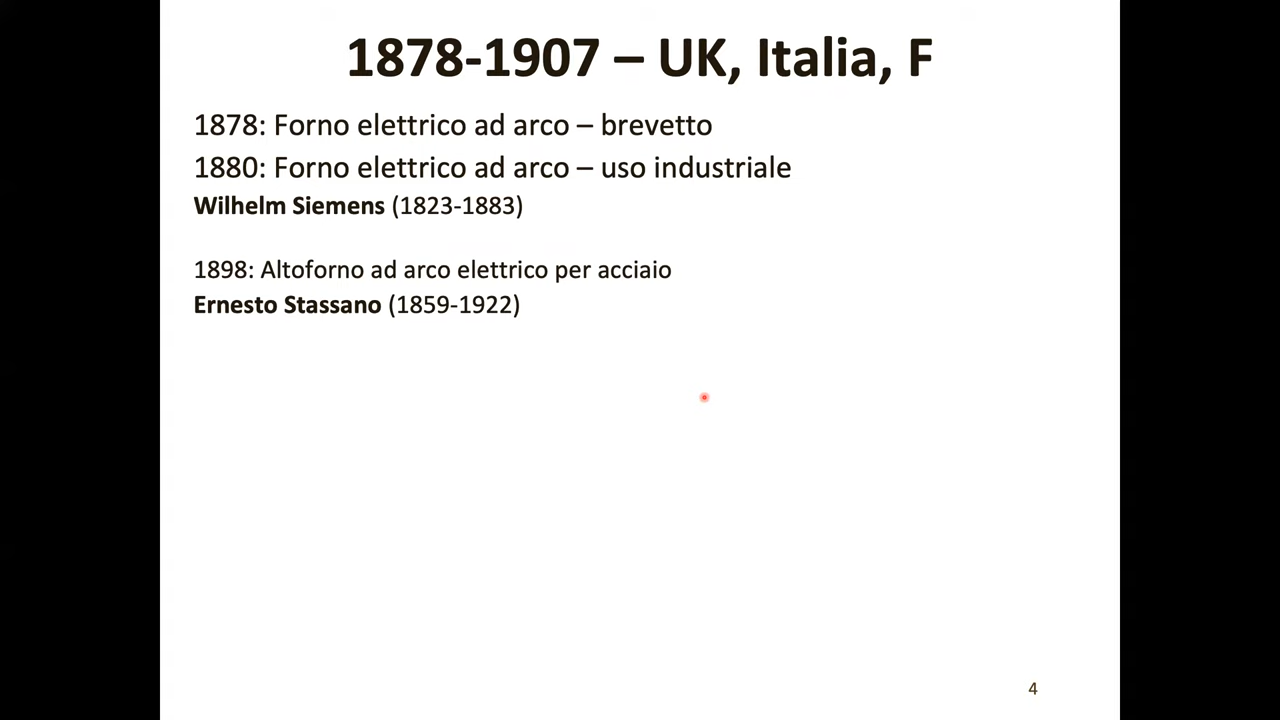 1878-1907 – UK, Italia, F
1878: Forno elettrico ad arco – brevetto
1880: Forno elettrico ad arco – uso industriale
Wilhelm Siemens (1823-1883)
1898: Altoforno ad arco elettrico per acciaio
Ernesto Stassano (1859-1922)
4